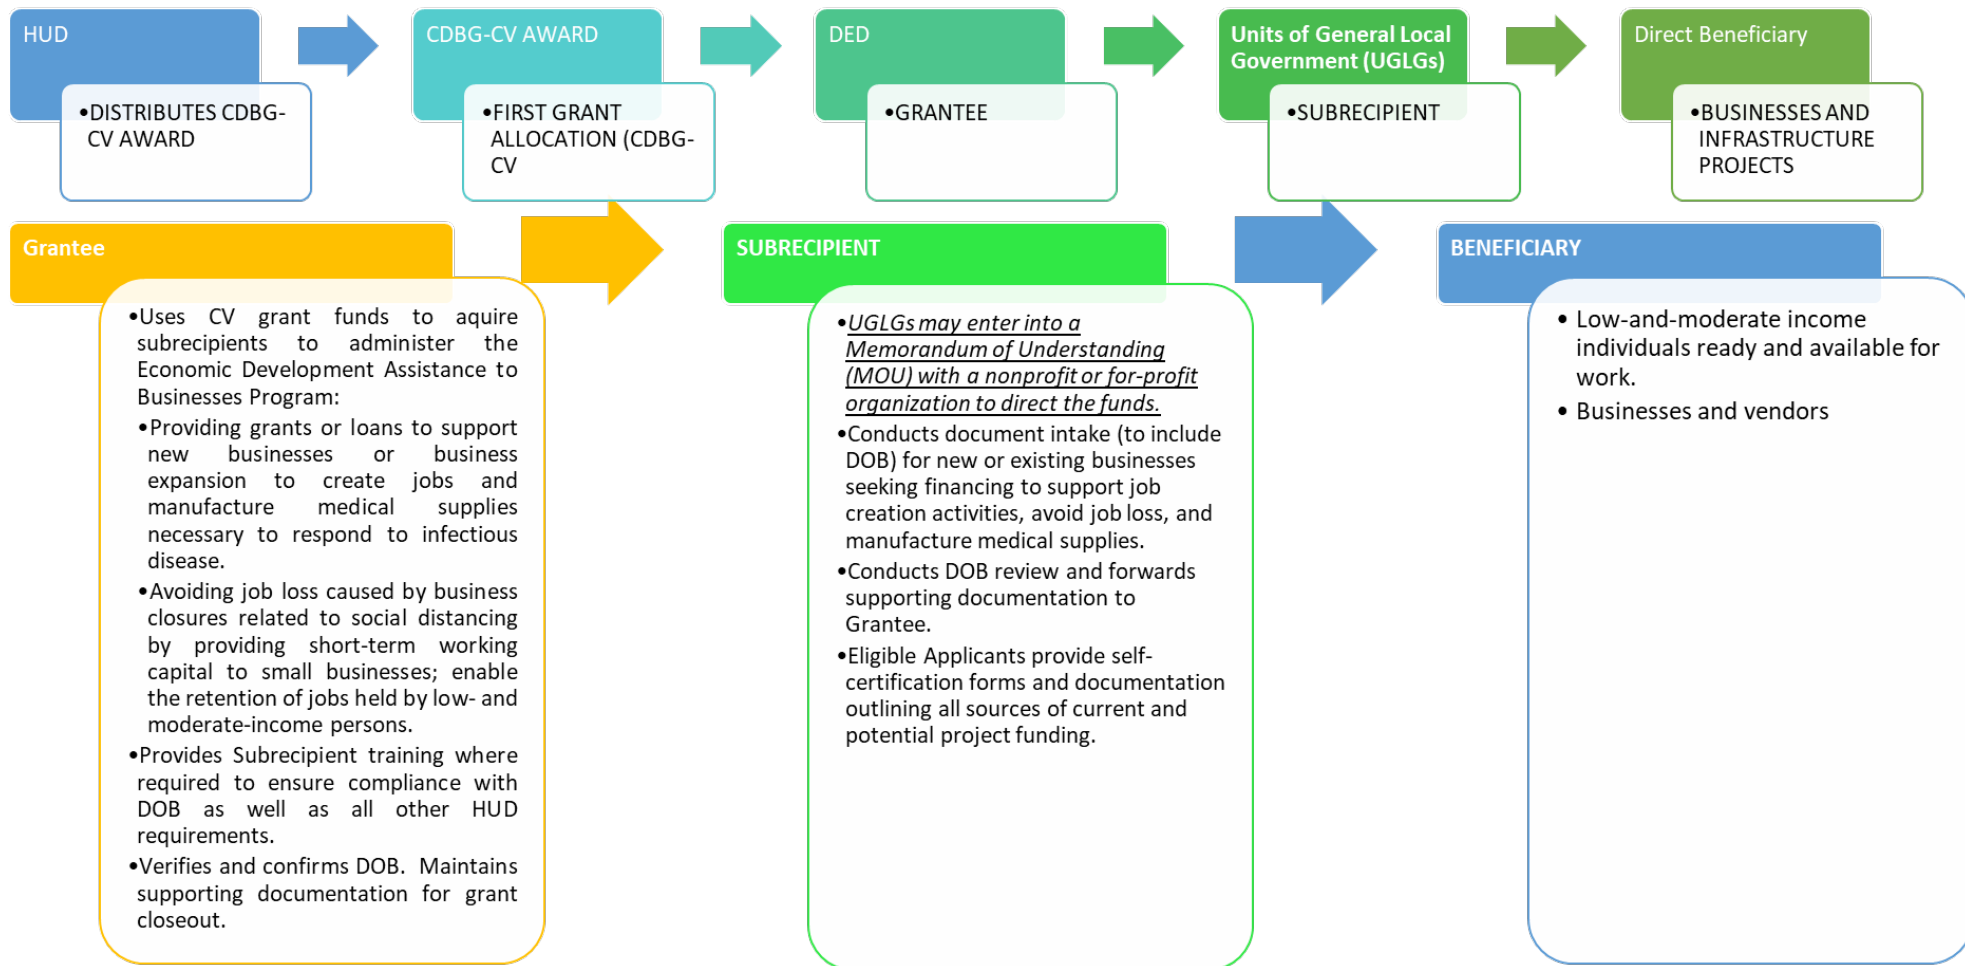 HUD
•DISTRIBUTES CDBG-
CV AWARD
CDBG-CV AWARD
•FIRST GRANT
ALLOCATION (CDBG-
CV
DED
•GRANTEE
Units of General Local
Government (UGLGs)
•SUBRECIPIENT
Direct Beneficiary
•BUSINESSES AND
INFRASTRUCTURE
PROJECTS
Grantee
•Uses CV grant funds to aquire
subrecipients to administer the
Economic Development Assistance to
Businesses Program:
•Providing grants or loans to support
new businesses or business
expansion to create jobs and
manufacture medical supplies
necessary to respond to infectious
disease.
•Avoiding job loss caused by business
closures related to social distancing
by providing short-term working
capital to small businesses; enable
the retention of jobs held by low- and
moderate-income persons.
•Provides Subrecipient training where
required to ensure compliance with
DOB as well as all other HUD
requirements.
•Verifies and confirms DOB. Maintains
supporting documentation for grant
closeout.
SUBRECIPIENT
•UGLGs may enter into a
Memorandum of Understanding
(MOU) with a nonprofit or for-profit
organization to direct the funds.
•Conducts document intake (to include
DOB) for new or existing businesses
seeking financing to support job
creation activities, avoid job loss, and
manufacture medical supplies.
•Conducts DOB review and forwards
supporting documentation to
Grantee.
•Eligible Applicants provide self-
certification forms and documentation
outlining all sources of current and
potential project funding.
BENEFICIARY
• Low-and-moderate income
individuals ready and available for
work.
• Businesses and vendors